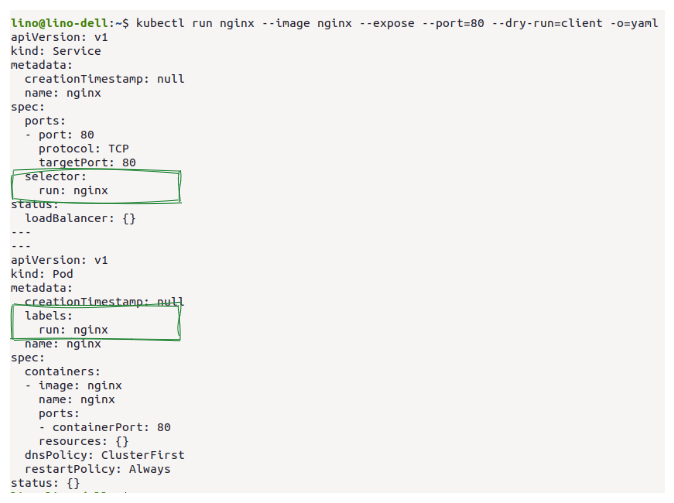 lino@lino-dell:~$ kubectl run nginx --image nginx --expose --port=80 --dry-run=client -o=yaml
apiVersion: v1
kind: Service
metadata:
  creationTimestamp: null
  name: nginx
spec:
  ports:
  - port: 80
    protocol: TCP
    targetPort: 80
  selector:
    run: nginx
status:
  loadBalancer: {}
---
---
apiVersion: v1
kind: Pod
metadata:
  creationTimestamp: null
  labels:
    run: nginx
  name: nginx
spec:
  containers:
  - image: nginx
    name: nginx
    ports:
    - containerPort: 80
    resources: {}
  dnsPolicy: ClusterFirst
  restartPolicy: Always
status: {}